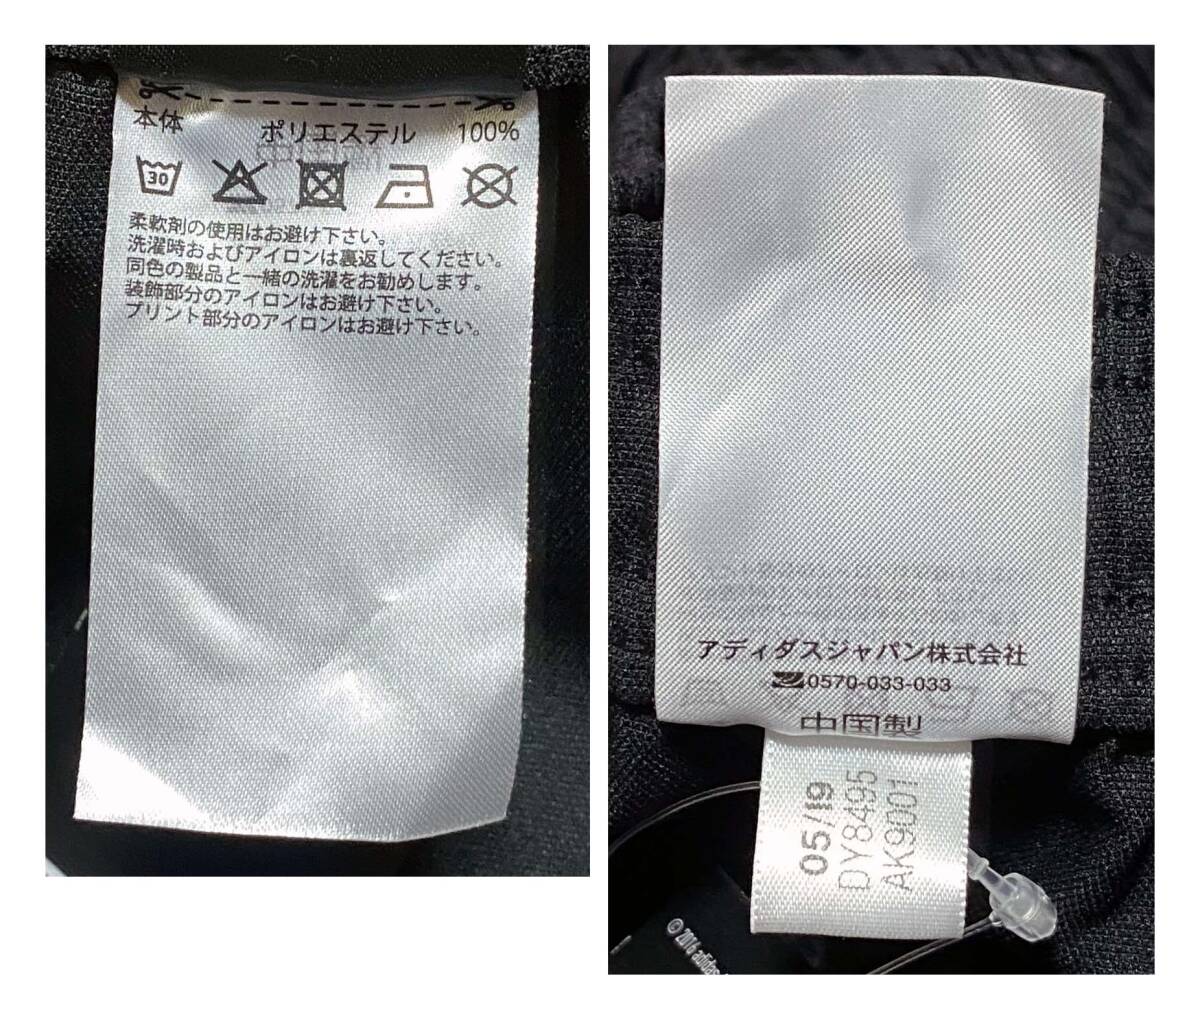 本体 ポリエステル 100%
30
柔軟剤の使用はお避け下さい。
洗濯時およびアイロンは裏返してください。
同色の製品と一緒の洗濯をお勧めします。
装飾部分のアイロンはお避け下さい。
プリント部分のアイロンはお避け下さい。
アディダスジャパン株式会社
0570-033-033
中国製
05/19
DY8495
AK9001
© 2016 adidas